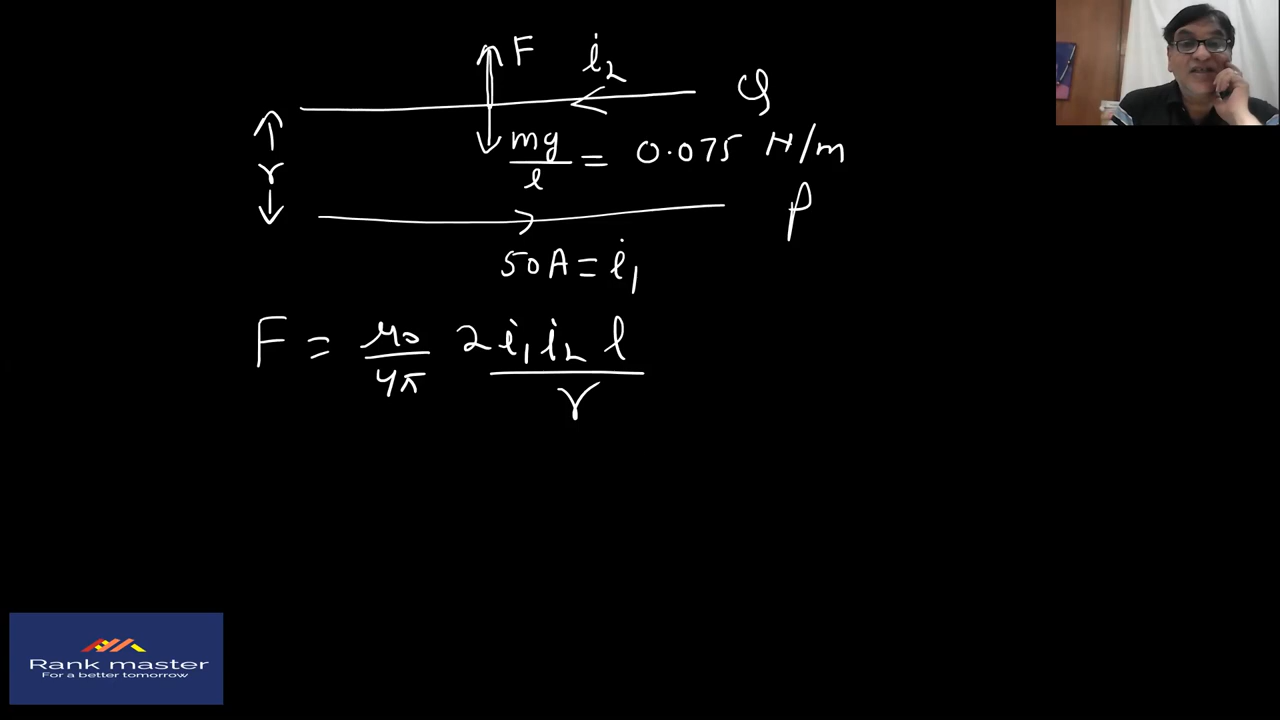 F i₂ Q
mg/l = 0.075 N/m
r
P
50A = i₁
F = μ₀/4π 2i₁i₂l/r
Rank master
For a better tomorrow